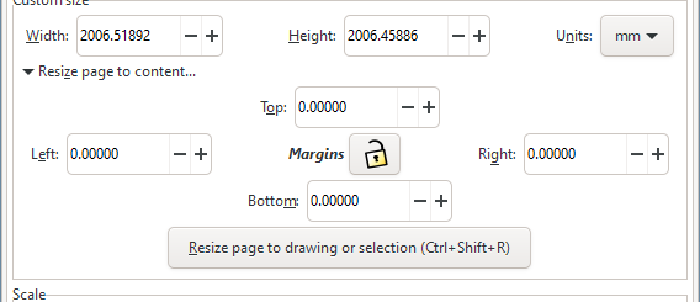 Custom size
Width: 2006.51892 − + Height: 2006.45886 − + Units: mm
Resize page to content...
Top: 0.00000 − +
Left: 0.00000 − + Margins Right: 0.00000 − +
Bottom: 0.00000 − +
Resize page to drawing or selection (Ctrl+Shift+R)
Scale